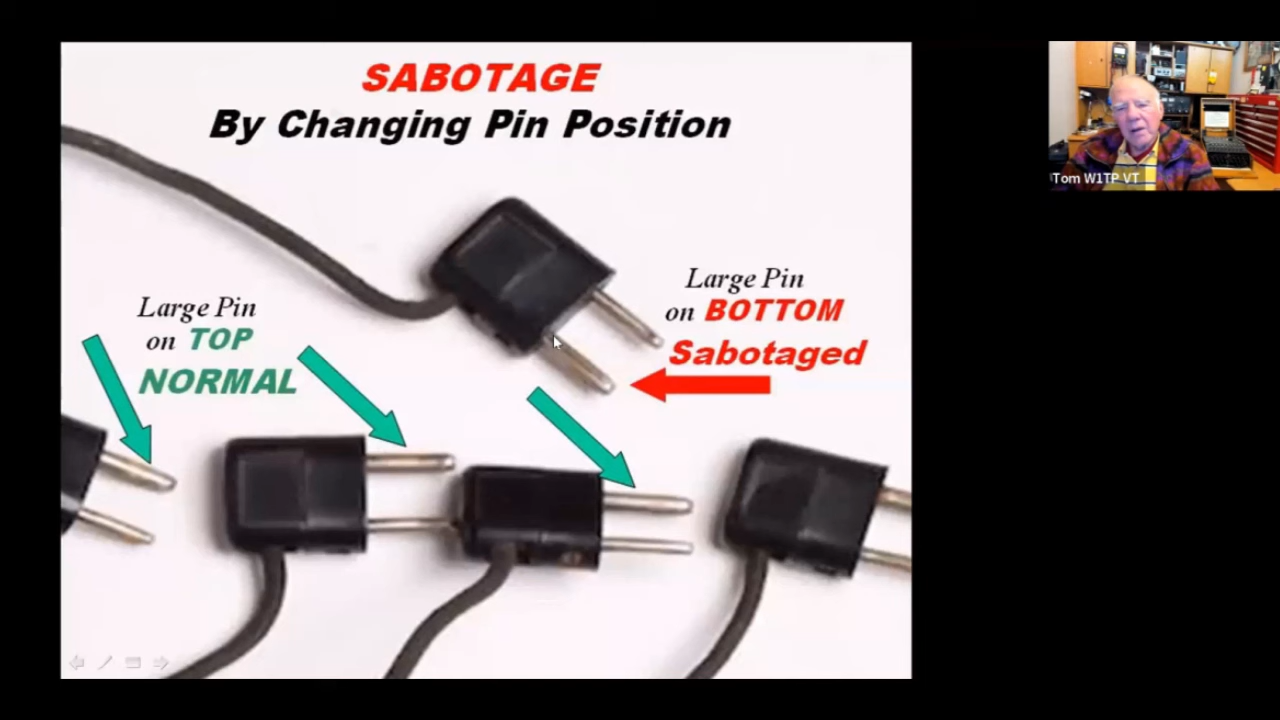 SABOTAGE
By Changing Pin Position
Large Pin
on TOP
NORMAL
Large Pin
on BOTTOM
Sabotaged
Tom W1TP VT